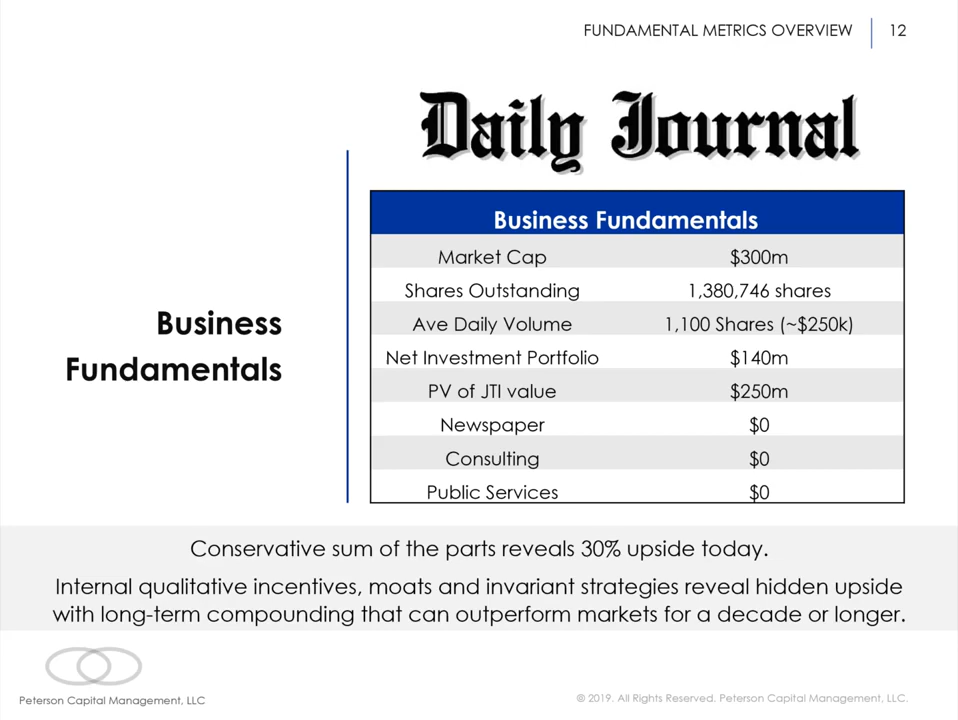 FUNDAMENTAL METRICS OVERVIEW 12
Daily Journal
Business Fundamentals
Market Cap $300m
Shares Outstanding 1,380,746 shares
Ave Daily Volume 1,100 Shares (~$250k)
Net Investment Portfolio $140m
PV of JTI value $250m
Newspaper $0
Consulting $0
Public Services $0
Business
Fundamentals
Conservative sum of the parts reveals 30% upside today.
Internal qualitative incentives, moats and invariant strategies reveal hidden upside
with long-term compounding that can outperform markets for a decade or longer.
Peterson Capital Management, LLC
© 2019. All Rights Reserved. Peterson Capital Management, LLC.